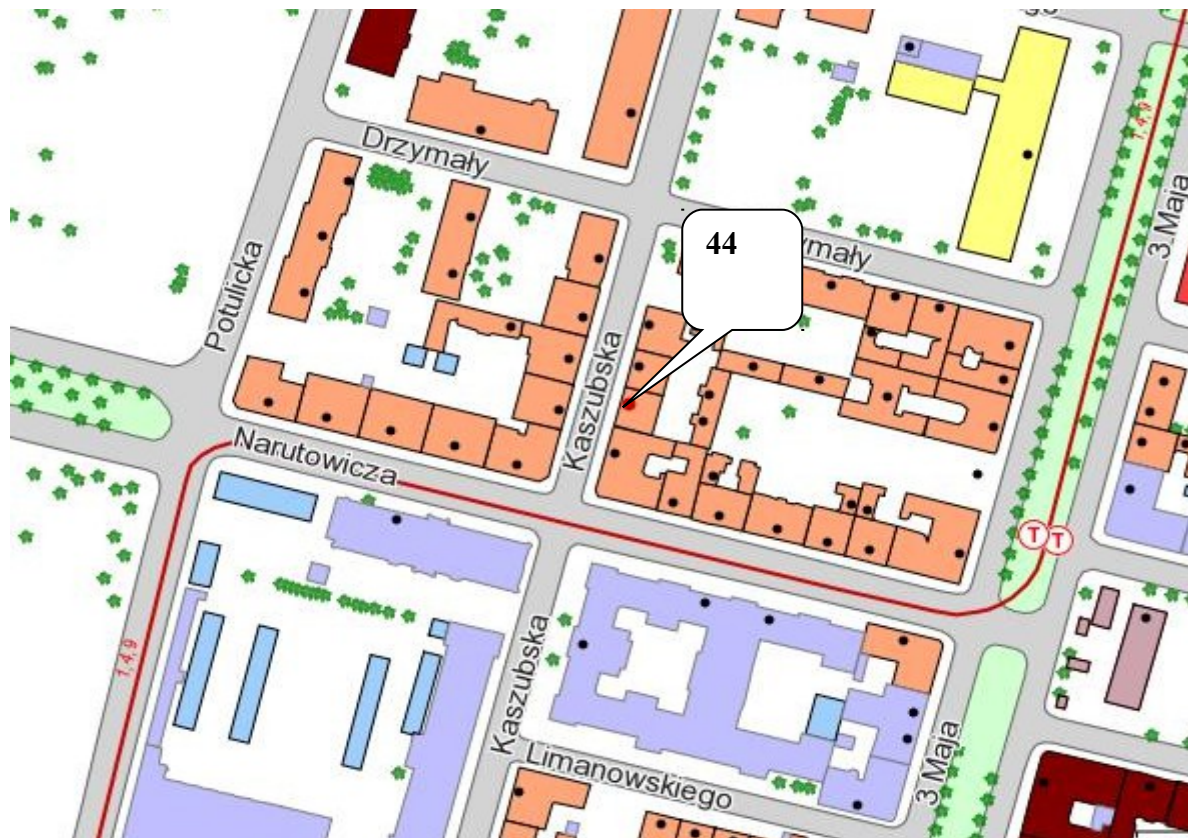 Drzymały
1, 4, 9
3 Maja
44
ymały
Potulicka
Kaszubska
Narutowicza
T T
Kaszubska
1, 4, 9
Limanowskiego
3 Maja